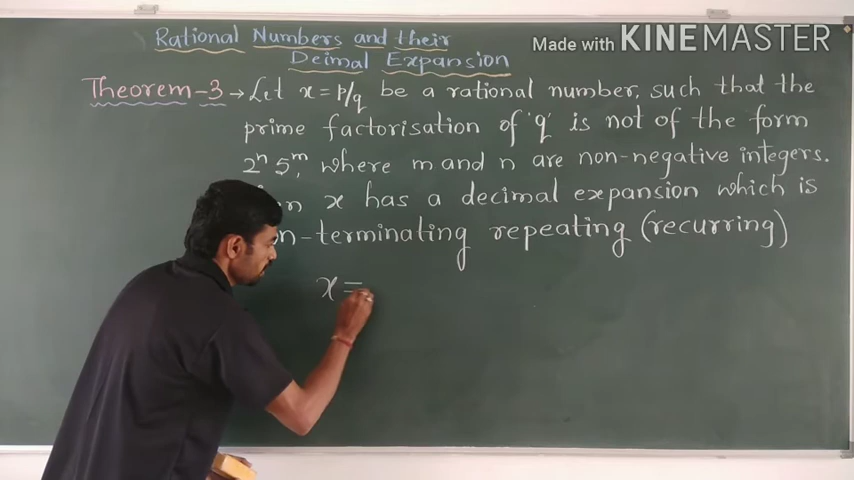 Rational Numbers and their
Deimal Expansion
Made with KINEMASTER
Theorem-3 → Let x = p/q be a rational number, such that the
prime factorisation of 'q' is not of the form
2ⁿ 5ᵐ, where m and n are non-negative integers.
x has a decimal expansion which is
n-terminating repeating (recurring)
x =